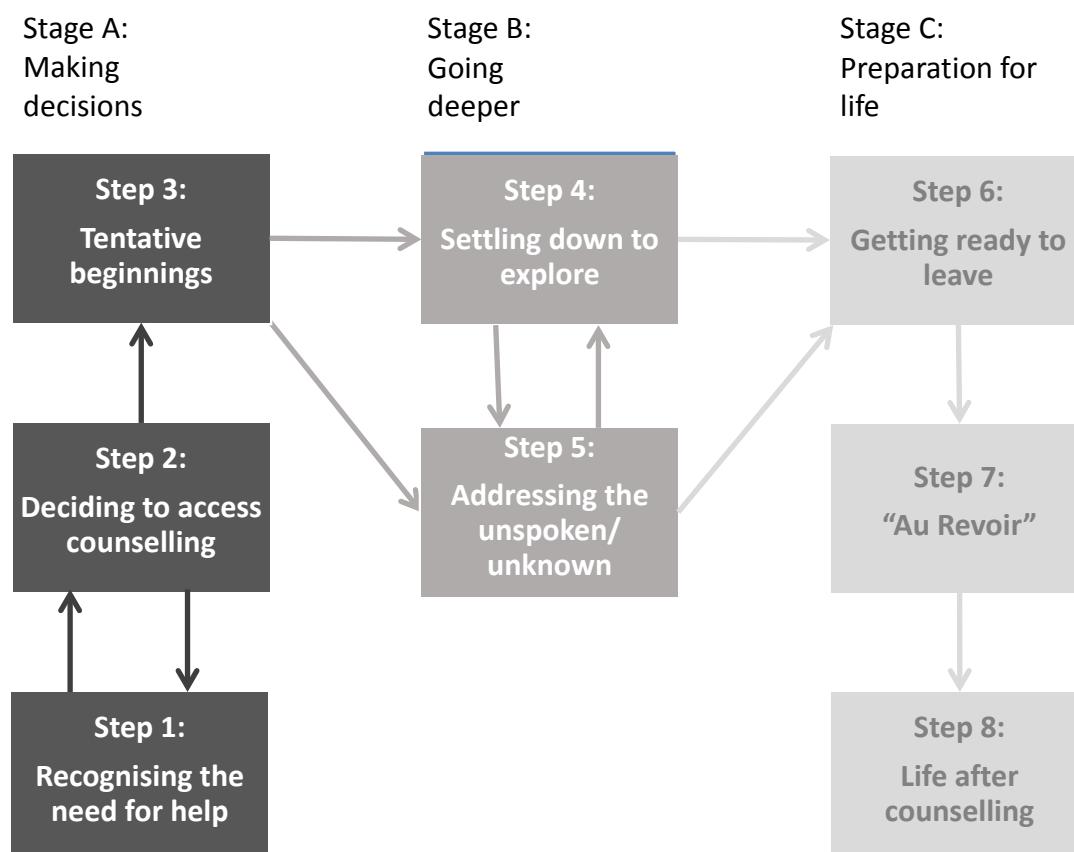 Stage A:
Making
decisions
Stage B:
Going
deeper
Stage C:
Preparation for
life
Step 3:
Tentative
beginnings
Step 4:
Settling down to
explore
Step 6:
Getting ready to
leave
Step 2:
Deciding to access
counselling
Step 5:
Addressing the
unspoken/
unknown
Step 7:
“Au Revoir”
Step 1:
Recognising the
need for help
Step 8:
Life after
counselling